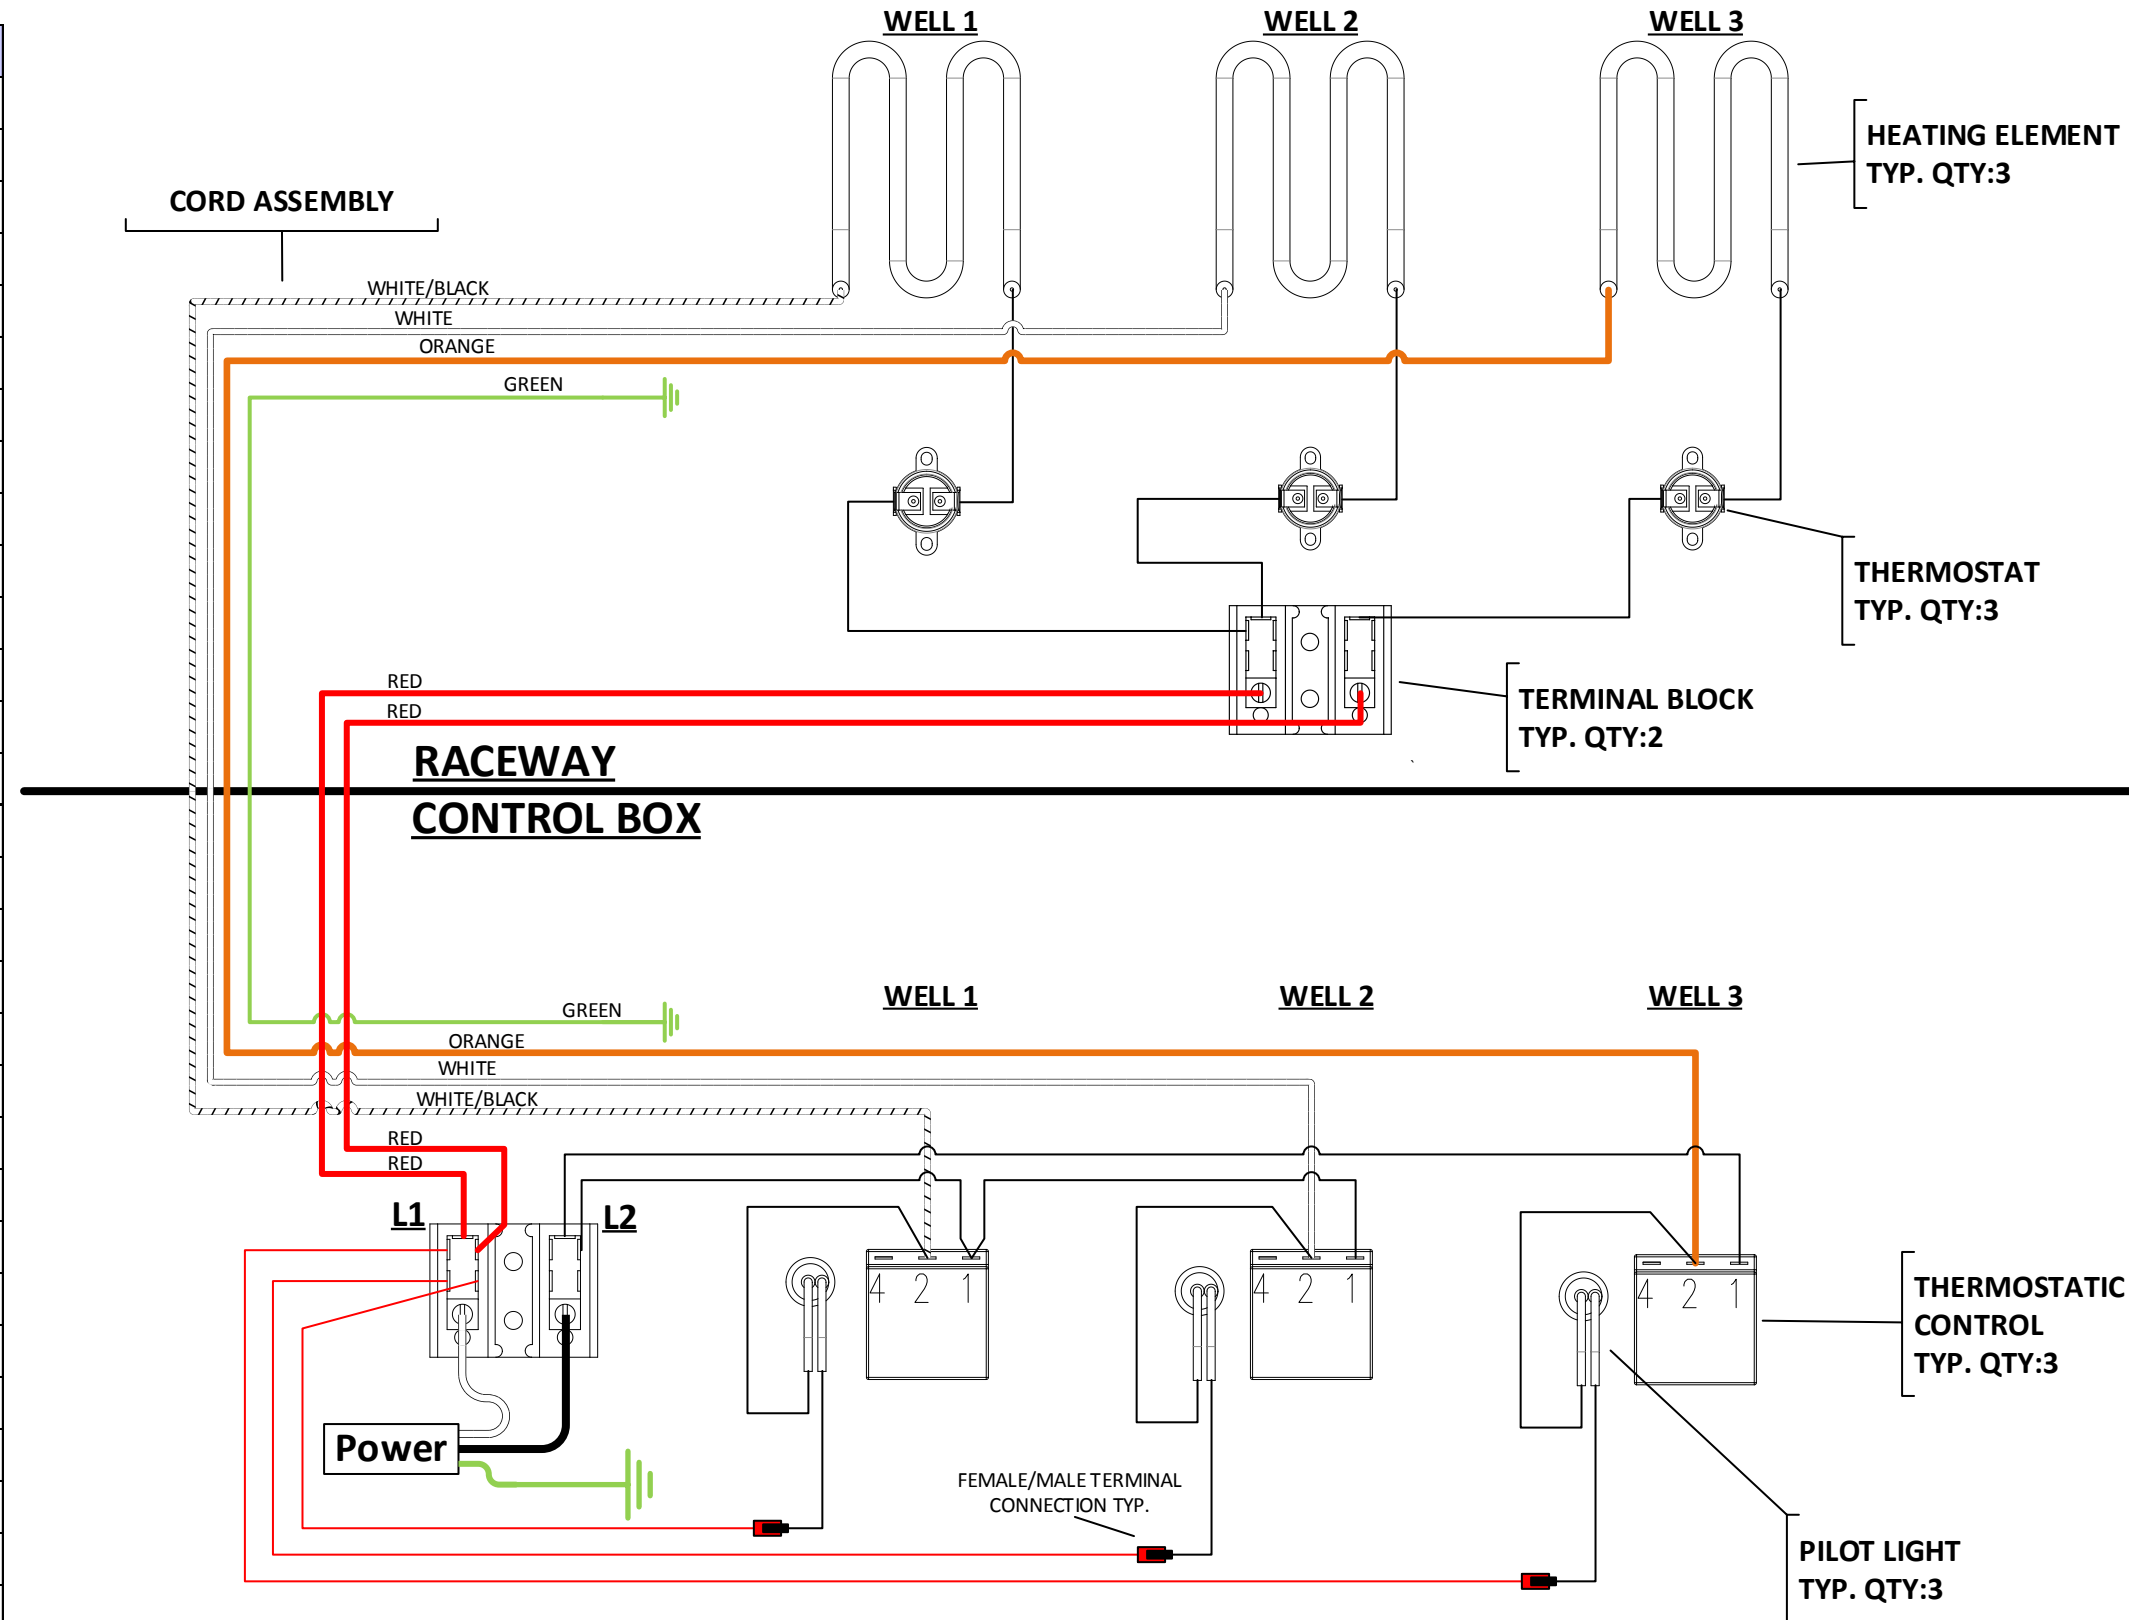 WELL 1
WELL 2
WELL 3
HEATING ELEMENT
TYP. QTY:3
CORD ASSEMBLY
WHITE/BLACK
WHITE
ORANGE
GREEN
THERMOSTAT
TYP. QTY:3
RED
RED
TERMINAL BLOCK
TYP. QTY:2
RACEWAY
CONTROL BOX
WELL 1
WELL 2
WELL 3
GREEN
ORANGE
WHITE
WHITE/BLACK
RED
RED
L1
L2
4 2 1
4 2 1
4 2 1
THERMOSTATIC
CONTROL
TYP. QTY:3
Power
FEMALE/MALE TERMINAL
CONNECTION TYP.
PILOT LIGHT
TYP. QTY:3